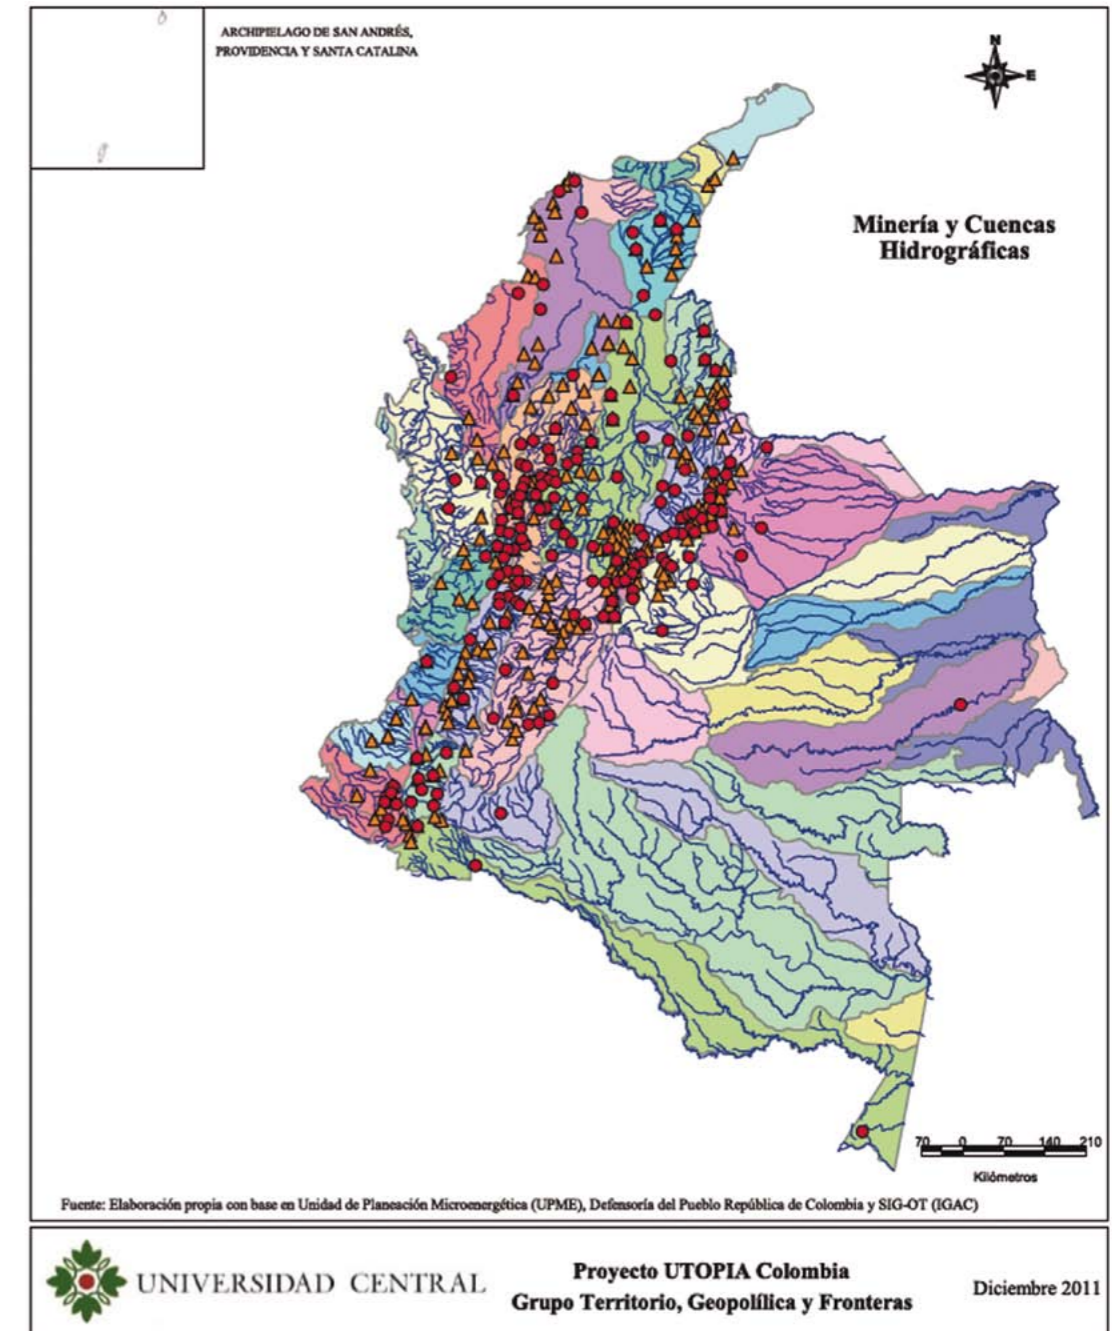 ARCHIPIELAGO DE SAN ANDRÉS,
PROVIDENCIA Y SANTA CATALINA
N
E
Minería y Cuencas
Hidrográficas
70 0 70 140 210
Kilómetros
Fuente: Elaboración propia con base en Unidad de Planeación Microenergética (UPME), Defensoría del Pueblo República de Colombia y SIG-OT (IGAC)
UNIVERSIDAD CENTRAL
Proyecto UTOPIA Colombia
Grupo Territorio, Geopolílica y Fronteras
Diciembre 2011